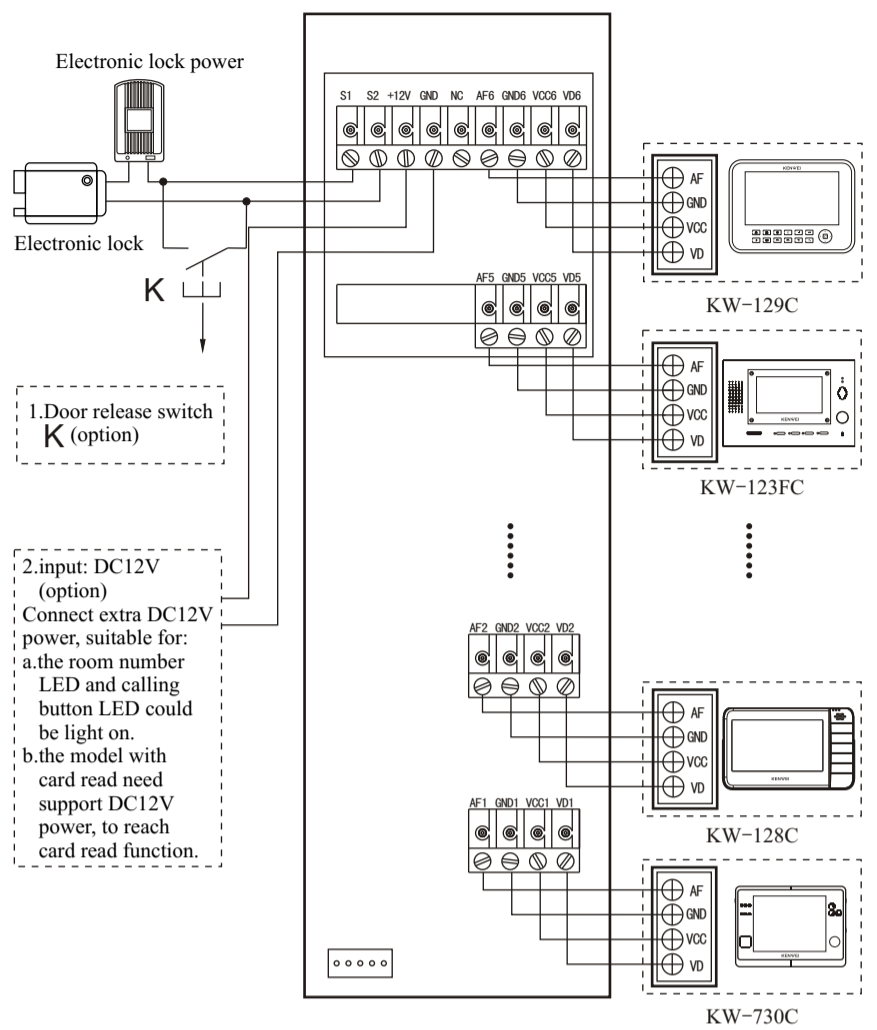 Electronic lock power
S1 S2 +12V GND NC AF6 GND6 VCC6 VD6
KENWEI
AF
GND
VCC
VD
Electronic lock
K
KW-129C
AF5 GND5 VCC5 VD5
AF
GND
VCC
VD
KENWEI
KW-123FC
1.Door release switch
K (option)
2.input: DC12V
(option)
Connect extra DC12V
power, suitable for:
a.the room number
LED and calling
button LED could
be light on.
b.the model with
card read need
support DC12V
power, to reach
card read function.
AF2 GND2 VCC2 VD2
AF
GND
VCC
VD
KENWEI
KW-128C
AF1 GND1 VCC1 VD1
AF
GND
VCC
VD
KENWEI
KW-730C